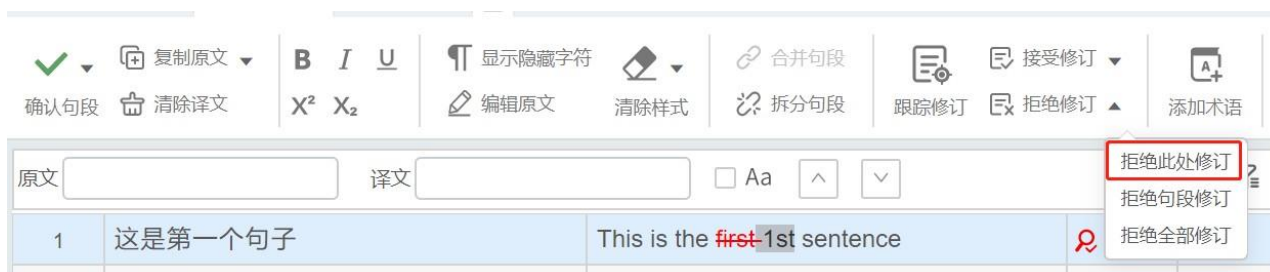 复制原文 B I U 显示隐藏字符 合并句段 接受修订
确认句段 清除译文 X² X₂ 编辑原文 清除样式 拆分句段 跟踪修订 拒绝修订 添加术语
拒绝此处修订
原文 译文 Aa
拒绝句段修订
1 这是第一个句子 This is the first 1st sentence
拒绝全部修订